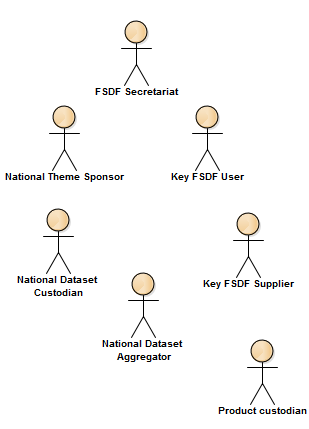 FSDF Secretariat
National Theme Sponsor
Key FSDF User
National Dataset
Custodian
Key FSDF Supplier
National Dataset
Aggregator
Product custodian